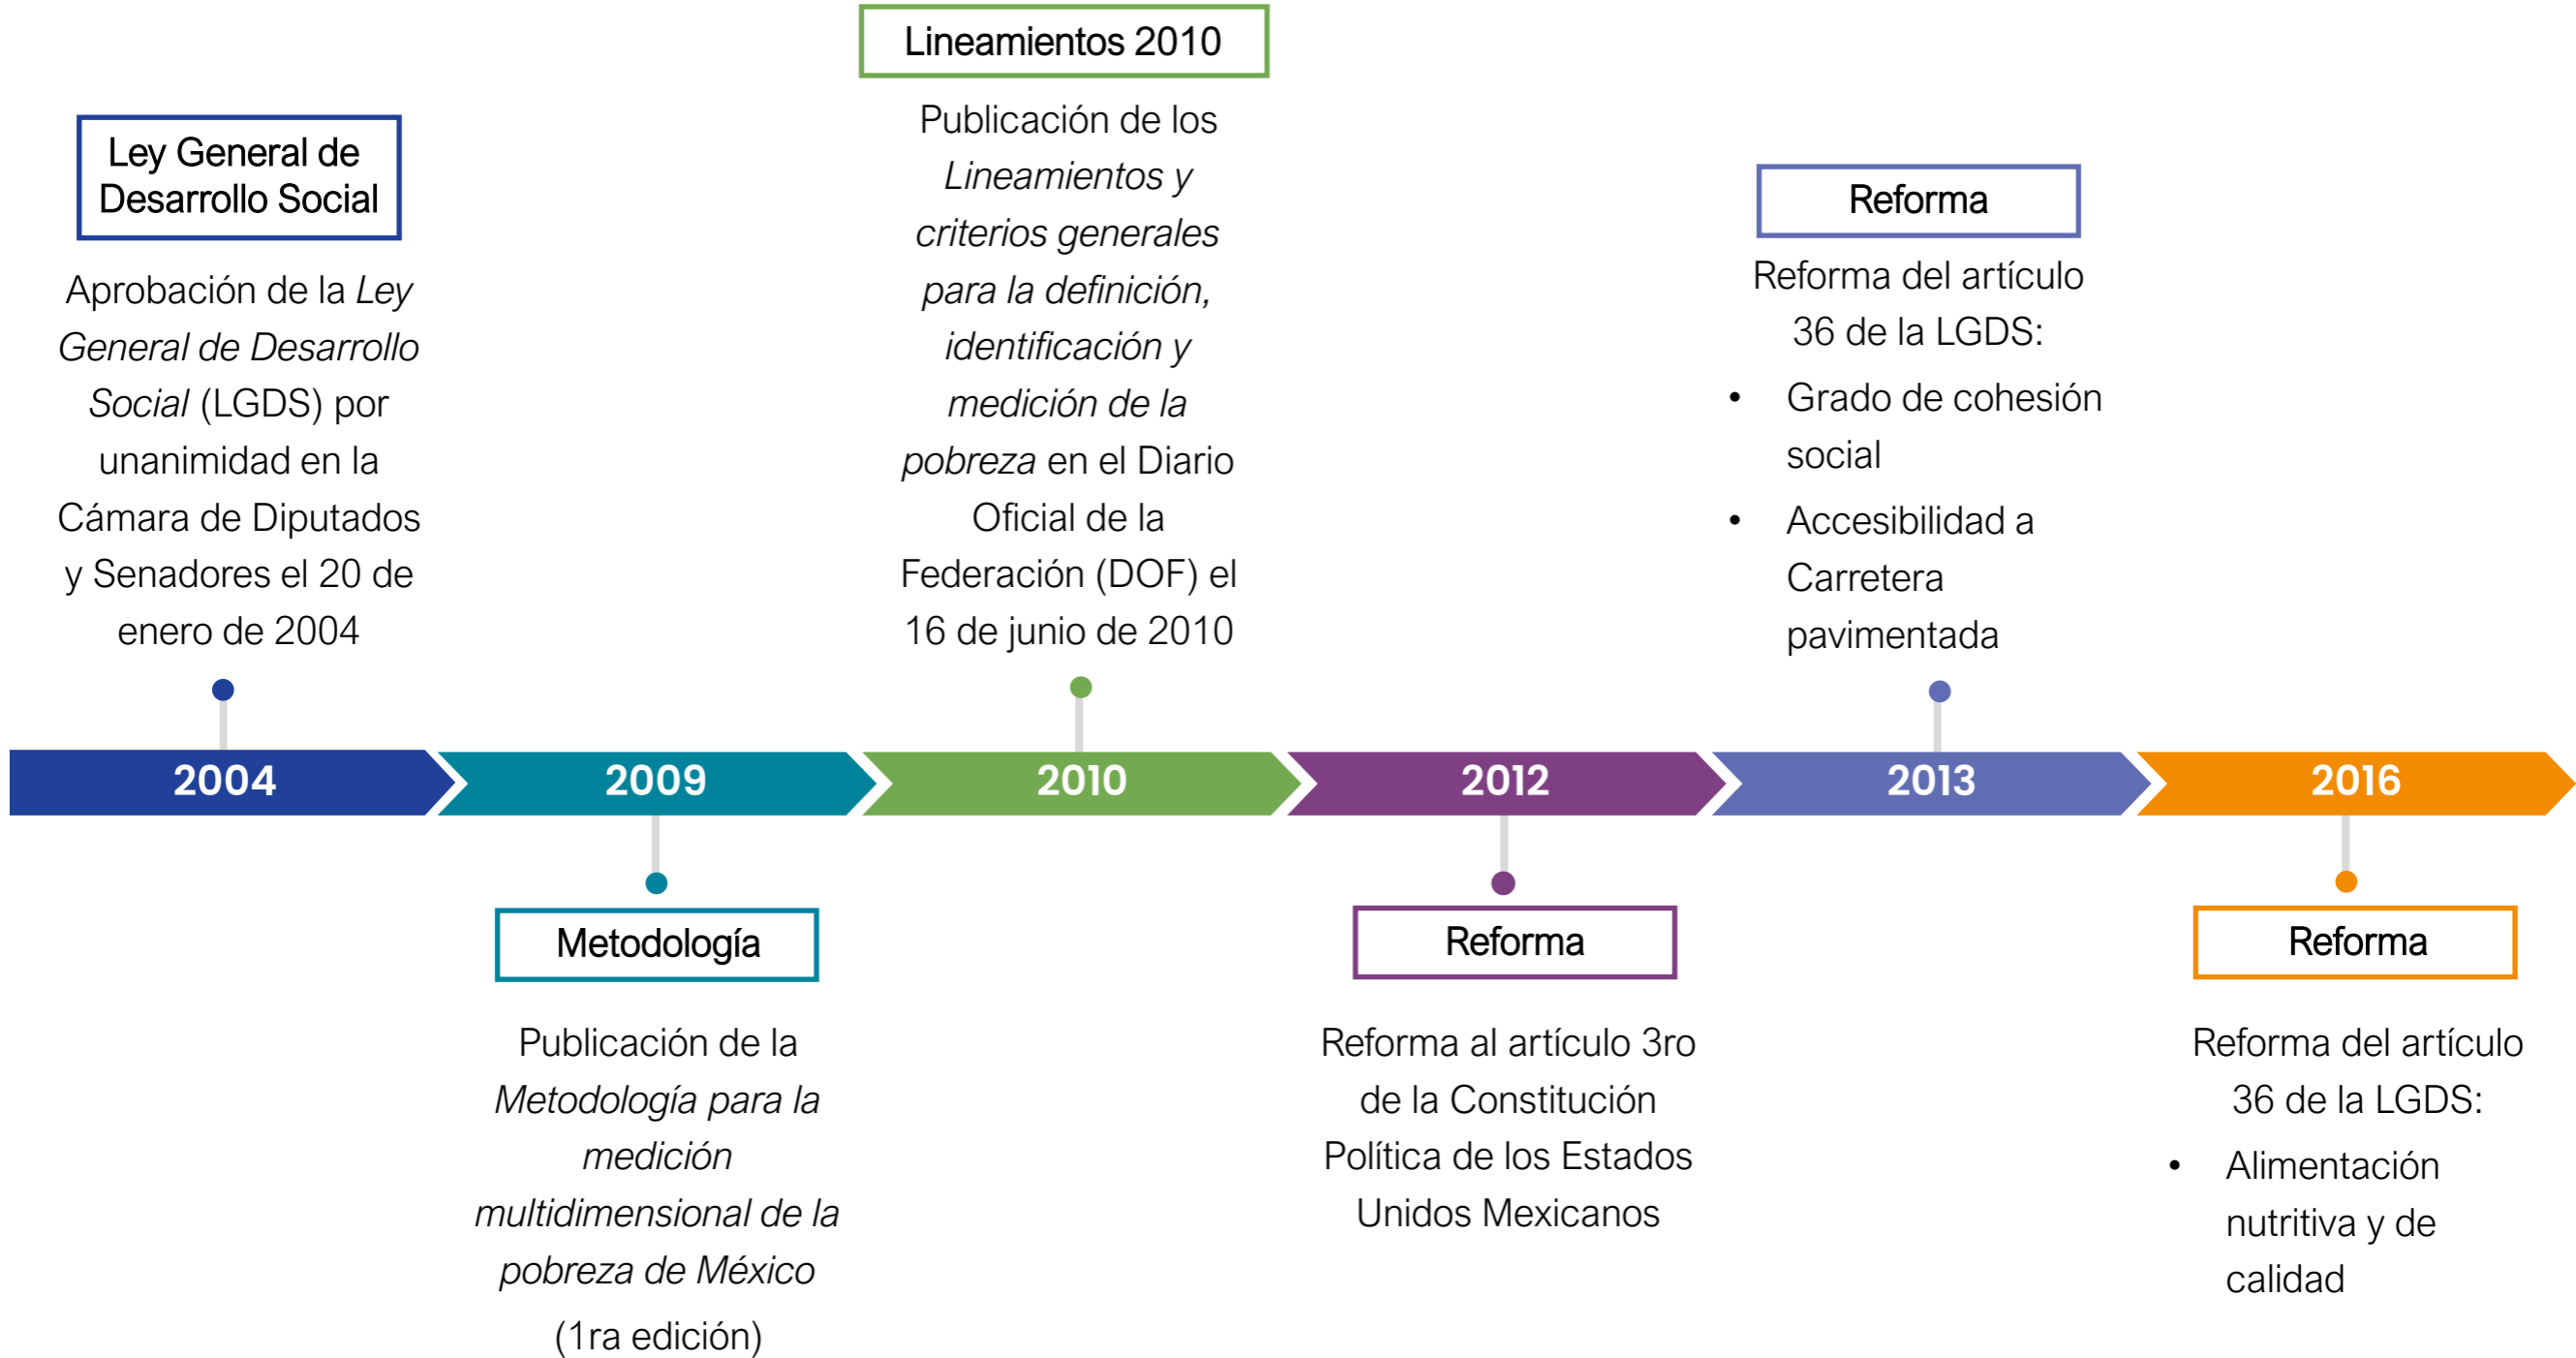 Ley General de
Desarrollo Social
Aprobación de la Ley
General de Desarrollo
Social (LGDS) por
unanimidad en la
Cámara de Diputados
y Senadores el 20 de
enero de 2004
Lineamientos 2010
Publicación de los
Lineamientos y
criterios generales
para la definición,
identificación y
medición de la
pobreza en el Diario
Oficial de la
Federación (DOF) el
16 de junio de 2010
Reforma
Reforma del artículo
36 de la LGDS:
• Grado de cohesión
social
• Accesibilidad a
Carretera
pavimentada
2004
2009
2010
2012
2013
2016
Metodología
Publicación de la
Metodología para la
medición
multidimensional de la
pobreza de México
(1ra edición)
Reforma
Reforma al artículo 3ro
de la Constitución
Política de los Estados
Unidos Mexicanos
Reforma
Reforma del artículo
36 de la LGDS:
• Alimentación
nutritiva y de
calidad